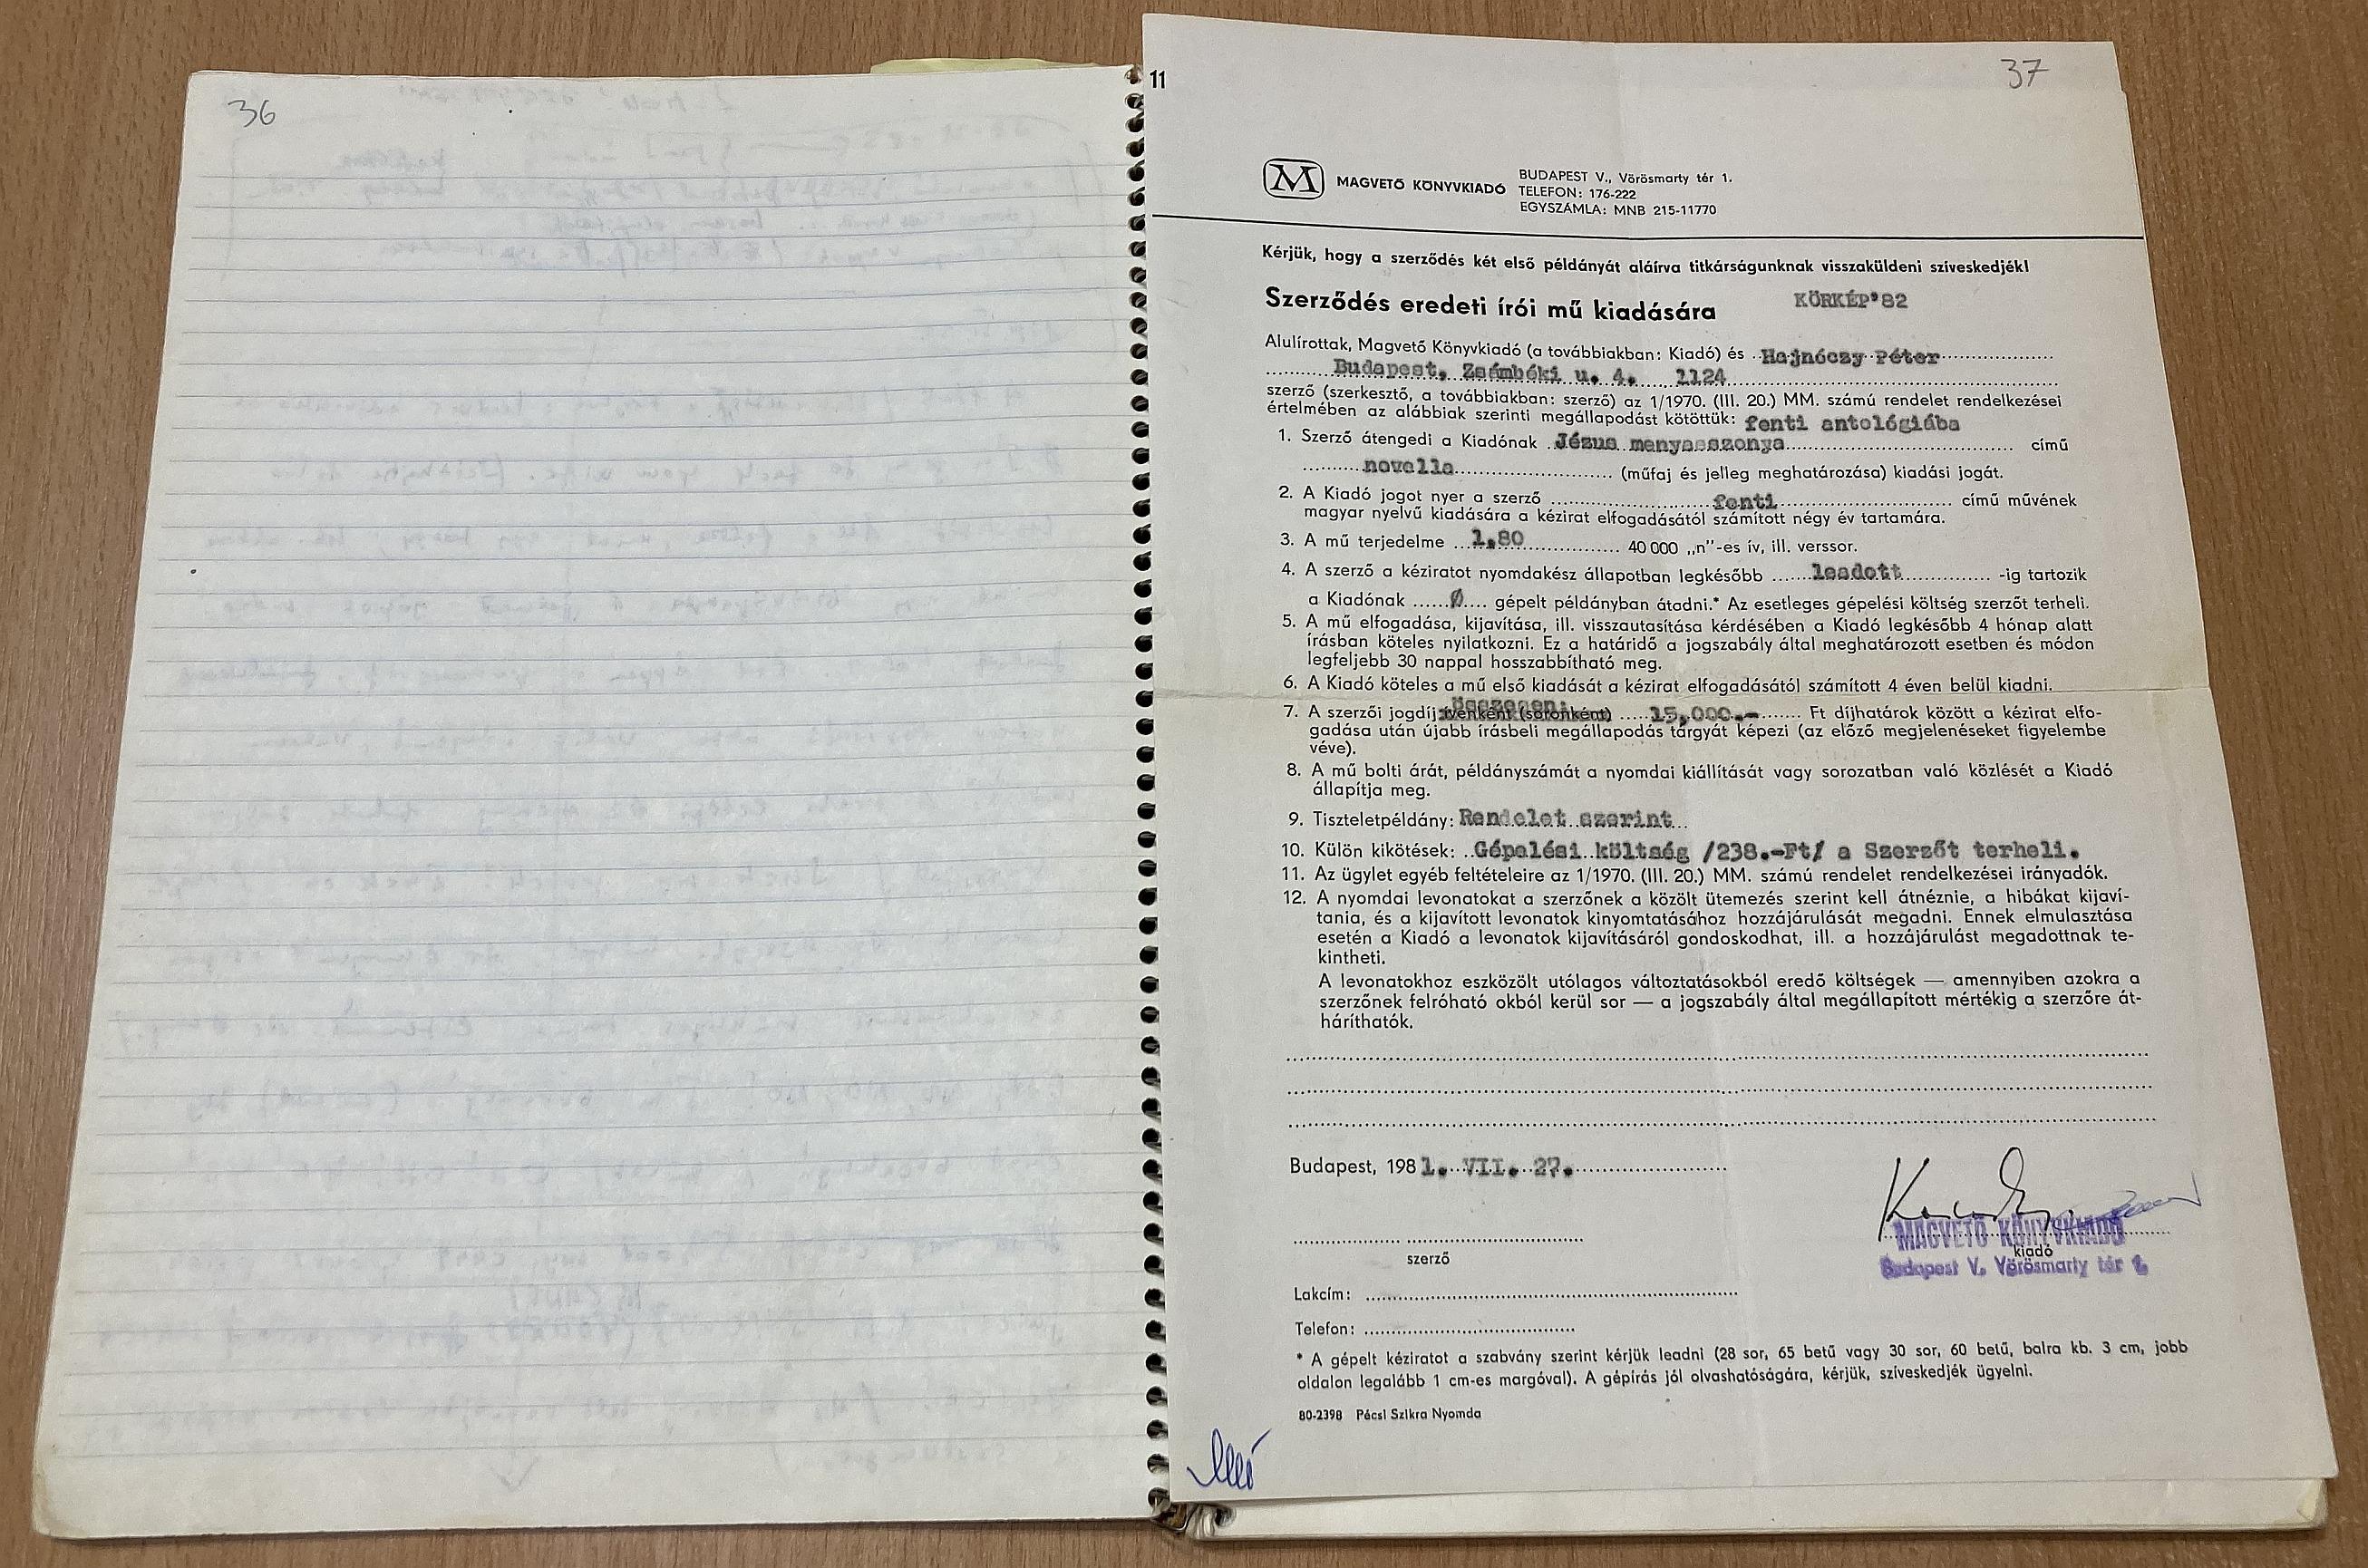 36
11
37
M MAGVETŐ KÖNYVKIADÓ
BUDAPEST V., Vörösmarty tér 1.
TELEFON: 176-222
EGYSZÁMLA: MNB 215-11770
Kérjük, hogy a szerződés két első példányát aláírva titkárságunknak visszaküldeni szíveskedjék!
Szerződés eredeti írói mű kiadására KÖRKÉP'82
Alulírottak, Magvető Könyvkiadó (a továbbiakban: Kiadó) és Hajnóczy Péter
Budapest, Zsámbéki u. 4. 1124
szerző (szerkesztő, a továbbiakban: szerző) az 1/1970. (III. 20.) MM. számú rendelet rendelkezései
értelmében az alábbiak szerinti megállapodást kötöttük: fenti antológiába
1. Szerző átengedi a Kiadónak Jézus menyasszonya című
novella (műfaj és jelleg meghatározása) kiadási jogát.
2. A Kiadó jogot nyer a szerző fenti című művének
magyar nyelvű kiadására a kézirat elfogadásától számított négy év tartamára.
3. A mű terjedelme 1,80 40 000 „n"-es ív, ill. verssor.
4. A szerző a kéziratot nyomdakész állapotban legkésőbb leadott -ig tartozik
a Kiadónak Ø gépelt példányban átadni.* Az esetleges gépelési költség szerzőt terheli.
5. A mű elfogadása, kijavítása, ill. visszautasítása kérdésében a Kiadó legkésőbb 4 hónap alatt
írásban köteles nyilatkozni. Ez a határidő a jogszabály által meghatározott esetben és módon
legfeljebb 30 nappal hosszabbítható meg.
6. A Kiadó köteles a mű első kiadását a kézirat elfogadásától számított 4 éven belül kiadni.
összesen:
7. A szerzői jogdíj ívenként (soronként) 15,000.- Ft díjhatárok között a kézirat elfo-
gadása után újabb írásbeli megállapodás tárgyát képezi (az előző megjelenéseket figyelembe
véve).
8. A mű bolti árát, példányszámát a nyomdai kiállítását vagy sorozatban való közlését a Kiadó
állapítja meg.
9. Tiszteletpéldány: Rendelet szerint
10. Külön kikötések: Gépelési költség /238.-Ft/ a Szerzőt terheli.
11. Az ügylet egyéb feltételeire az 1/1970. (III. 20.) MM. számú rendelet rendelkezései irányadók.
12. A nyomdai levonatokat a szerzőnek a közölt ütemezés szerint kell átnéznie, a hibákat kijaví-
tania, és a kijavított levonatok kinyomtatásához hozzájárulását megadni. Ennek elmulasztása
esetén a Kiadó a levonatok kijavításáról gondoskodhat, ill. a hozzájárulást megadottnak te-
kintheti.
A levonatokhoz eszközölt utólagos változtatásokból eredő költségek — amennyiben azokra a
szerzőnek felróható okból kerül sor — a jogszabály által megállapított mértékig a szerzőre át-
háríthatók.
Budapest, 1981. VII. 27.
MAGVETŐ KÖNYVKIADÓ
szerző kiadó
Budapest V. Vörösmarty tér 1.
Lakcím:
Telefon:
* A gépelt kéziratot a szabvány szerint kérjük leadni (28 sor, 65 betű vagy 30 sor, 60 betű, balra kb. 3 cm, jobb
oldalon legalább 1 cm-es margóval). A gépírás jól olvashatóságára, kérjük, szíveskedjék ügyelni.
80-2398 Pécsi Szikra Nyomda